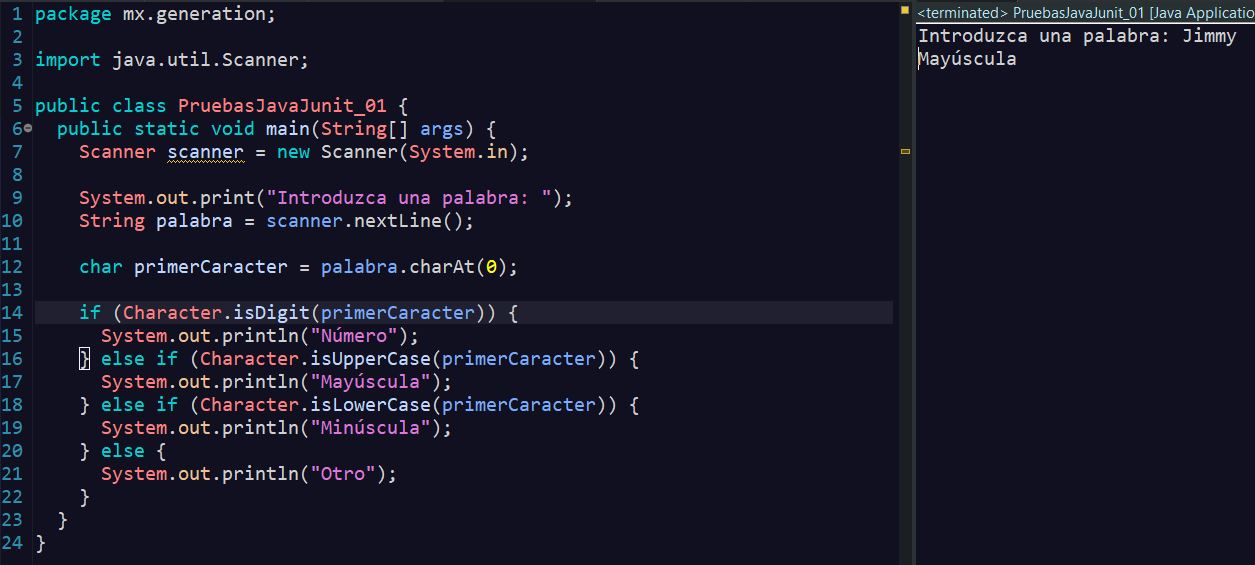 1 package mx.generation;
2
3 import java.util.Scanner;
4
5 public class PruebasJavaJunit_01 {
6   public static void main(String[] args) {
7     Scanner scanner = new Scanner(System.in);
8
9     System.out.print("Introduzca una palabra: ");
10     String palabra = scanner.nextLine();
11
12     char primerCaracter = palabra.charAt(0);
13
14     if (Character.isDigit(primerCaracter)) {
15       System.out.println("Número");
16     } else if (Character.isUpperCase(primerCaracter)) {
17       System.out.println("Mayúscula");
18     } else if (Character.isLowerCase(primerCaracter)) {
19       System.out.println("Minúscula");
20     } else {
21       System.out.println("Otro");
22     }
23   }
24 }
<terminated> PruebasJavaJunit_01 [Java Applicatio
Introduzca una palabra: Jimmy
Mayúscula